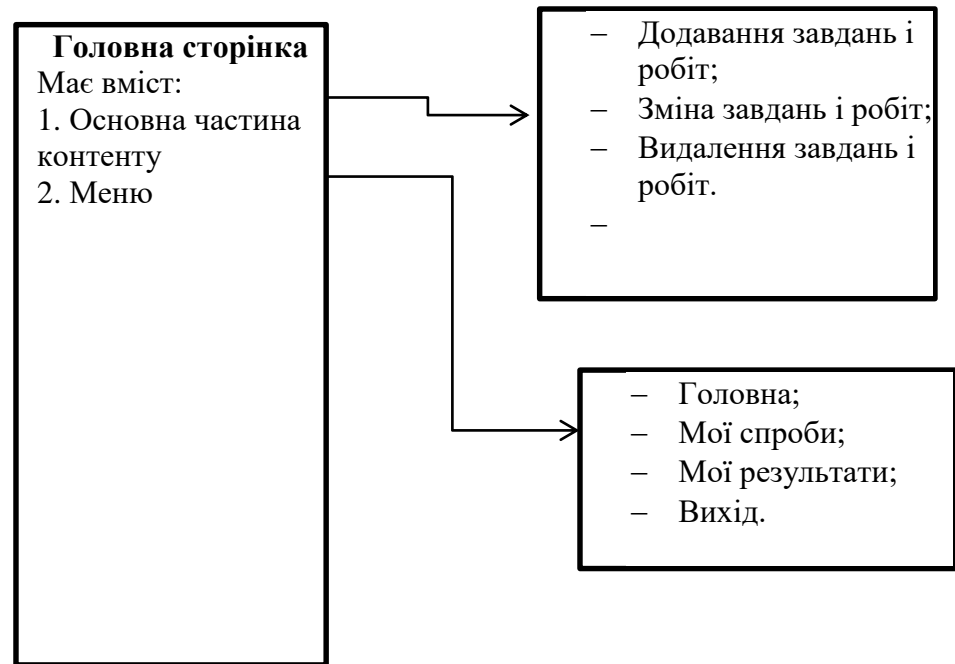 Головна сторінка
Має вміст:
1. Основна частина
контенту
2. Меню
– Додавання завдань і
робіт;
– Зміна завдань і робіт;
– Видалення завдань і
робіт.
–
– Головна;
– Мої спроби;
– Мої результати;
– Вихід.